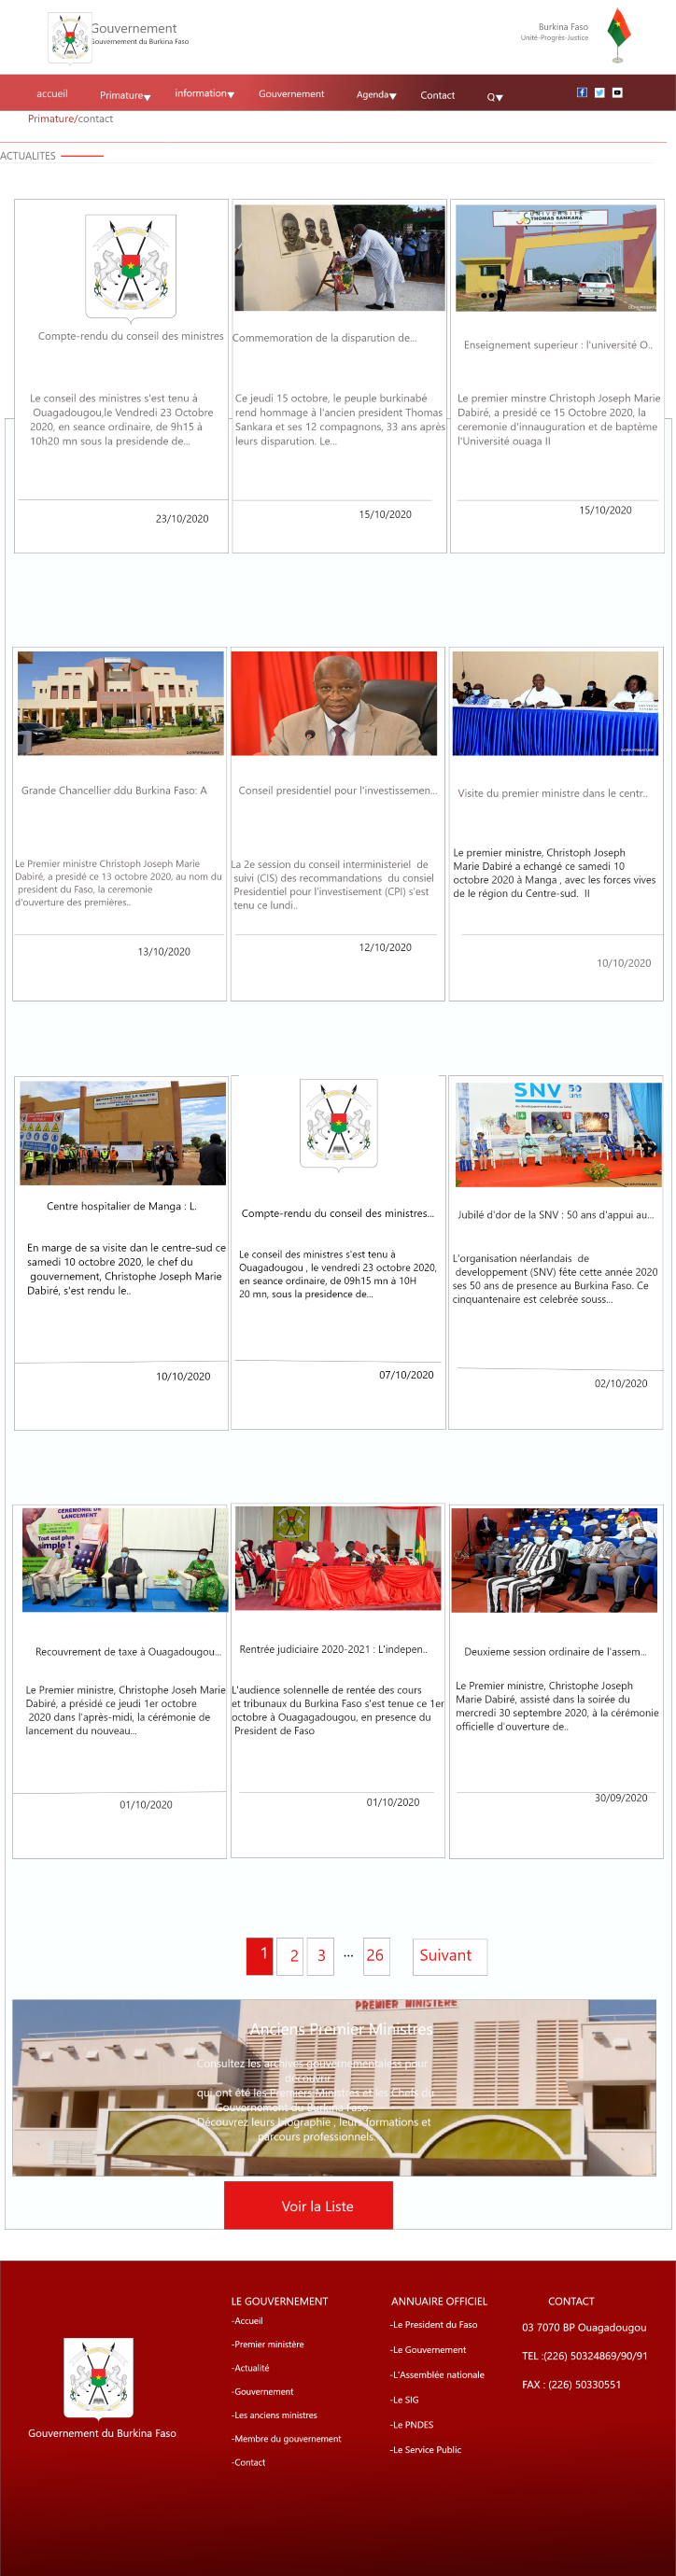 Gouvernement
Gouvernement du Burkina Faso
Burkina Faso
Unité-Progrés-Justice
accueil Primature information Gouvernement Agenda Contact Q
Primature/contact
ACTUALITES
Compte-rendu du conseil des ministres
Le conseil des ministres s'est tenu à
Ouagadougou,le Vendredi 23 Octobre
2020, en seance ordinaire, de 9h15 à
10h20 mn sous la presidende de...
23/10/2020
Commemoration de la disparution de...
Ce jeudi 15 octobre, le peuple burkinabé
rend hommage à l'ancien president Thomas
Sankara et ses 12 compagnons, 33 ans après
leurs disparution. Le...
15/10/2020
UNIVERSITE
THOMAS SANKARA
Enseignement superieur : l'université O..
Le premier minstre Christoph Joseph Marie
Dabiré, a presidé ce 15 Octobre 2020, la
ceremonie d'innauguration et de baptème
l'Université ouaga II
15/10/2020
Grande Chancellier ddu Burkina Faso: A
Le Premier ministre Christoph Joseph Marie
Dabiré, a presidé ce 13 octobre 2020, au nom du
president du Faso, la ceremonie
d'ouverture des premières..
13/10/2020
Conseil presidentiel pour l'investissemen...
La 2e session du conseil interministeriel de
suivi (CIS) des recommandations du consiel
Presidentiel pour l'investisement (CPI) s'est
tenu ce lundi..
12/10/2020
Visite du premier ministre dans le centr..
Le premier ministre, Christoph Joseph
Marie Dabiré a echangé ce samedi 10
octobre 2020 à Manga , avec les forces vives
de le région du Centre-sud. II
10/10/2020
Centre hospitalier de Manga : L.
En marge de sa visite dan le centre-sud ce
samedi 10 octobre 2020, le chef du
gouvernement, Christophe Joseph Marie
Dabiré, s'est rendu le..
10/10/2020
Compte-rendu du conseil des ministres...
Le conseil des ministres s'est tenu à
Ouagadougou , le vendredi 23 octobre 2020,
en seance ordinaire, de 09h15 mn à 10H
20 mn, sous la presidence de...
07/10/2020
SNV 50
ans
Jubilé d'dor de la SNV : 50 ans d'appui au...
L'organisation néerlandais de
developpement (SNV) fête cette année 2020
ses 50 ans de presence au Burkina Faso. Ce
cinquantenaire est celebrée souss...
02/10/2020
CÉRÉMONIE DE
LANCEMENT
Tout est plus
simple !
Recouvrement de taxe à Ouagadougou...
Le Premier ministre, Christophe Joseh Marie
Dabiré, a présidé ce jeudi 1er octobre
2020 dans l'après-midi, la cérémonie de
lancement du nouveau...
01/10/2020
Rentrée judiciaire 2020-2021 : L'indepen..
L'audience solennelle de rentée des cours
et tribunaux du Burkina Faso s'est tenue ce 1er
octobre à Ouagagadougou, en presence du
President de Faso
01/10/2020
Deuxieme session ordinaire de l'assem...
Le Premier ministre, Christophe Joseph
Marie Dabiré, assisté dans la soirée du
mercredi 30 septembre 2020, à la cérémonie
officielle d'ouverture de..
30/09/2020
1 2 3 ... 26 Suivant
PREMIER MINISTERE
Anciens Premier Ministres
Consultez les archives gouvernementaless pour
découvrir
qui ont été les Premiers Ministres et les Chefs du
Gouvernement du Burkina Faso.
Découvrez leurs biographie , leurs formations et
parcours professionnels.
Voir la Liste
Gouvernement du Burkina Faso
LE GOUVERNEMENT
-Accueil
-Premier ministère
-Actualité
-Gouvernement
-Les anciens ministres
-Membre du gouvernement
-Contact
ANNUAIRE OFFICIEL
-Le President du Faso
-Le Gouvernement
-L'Assemblée nationale
-Le SIG
-Le PNDES
-Le Service Public
CONTACT
03 7070 BP Ouagadougou
TEL :(226) 50324869/90/91
FAX : (226) 50330551